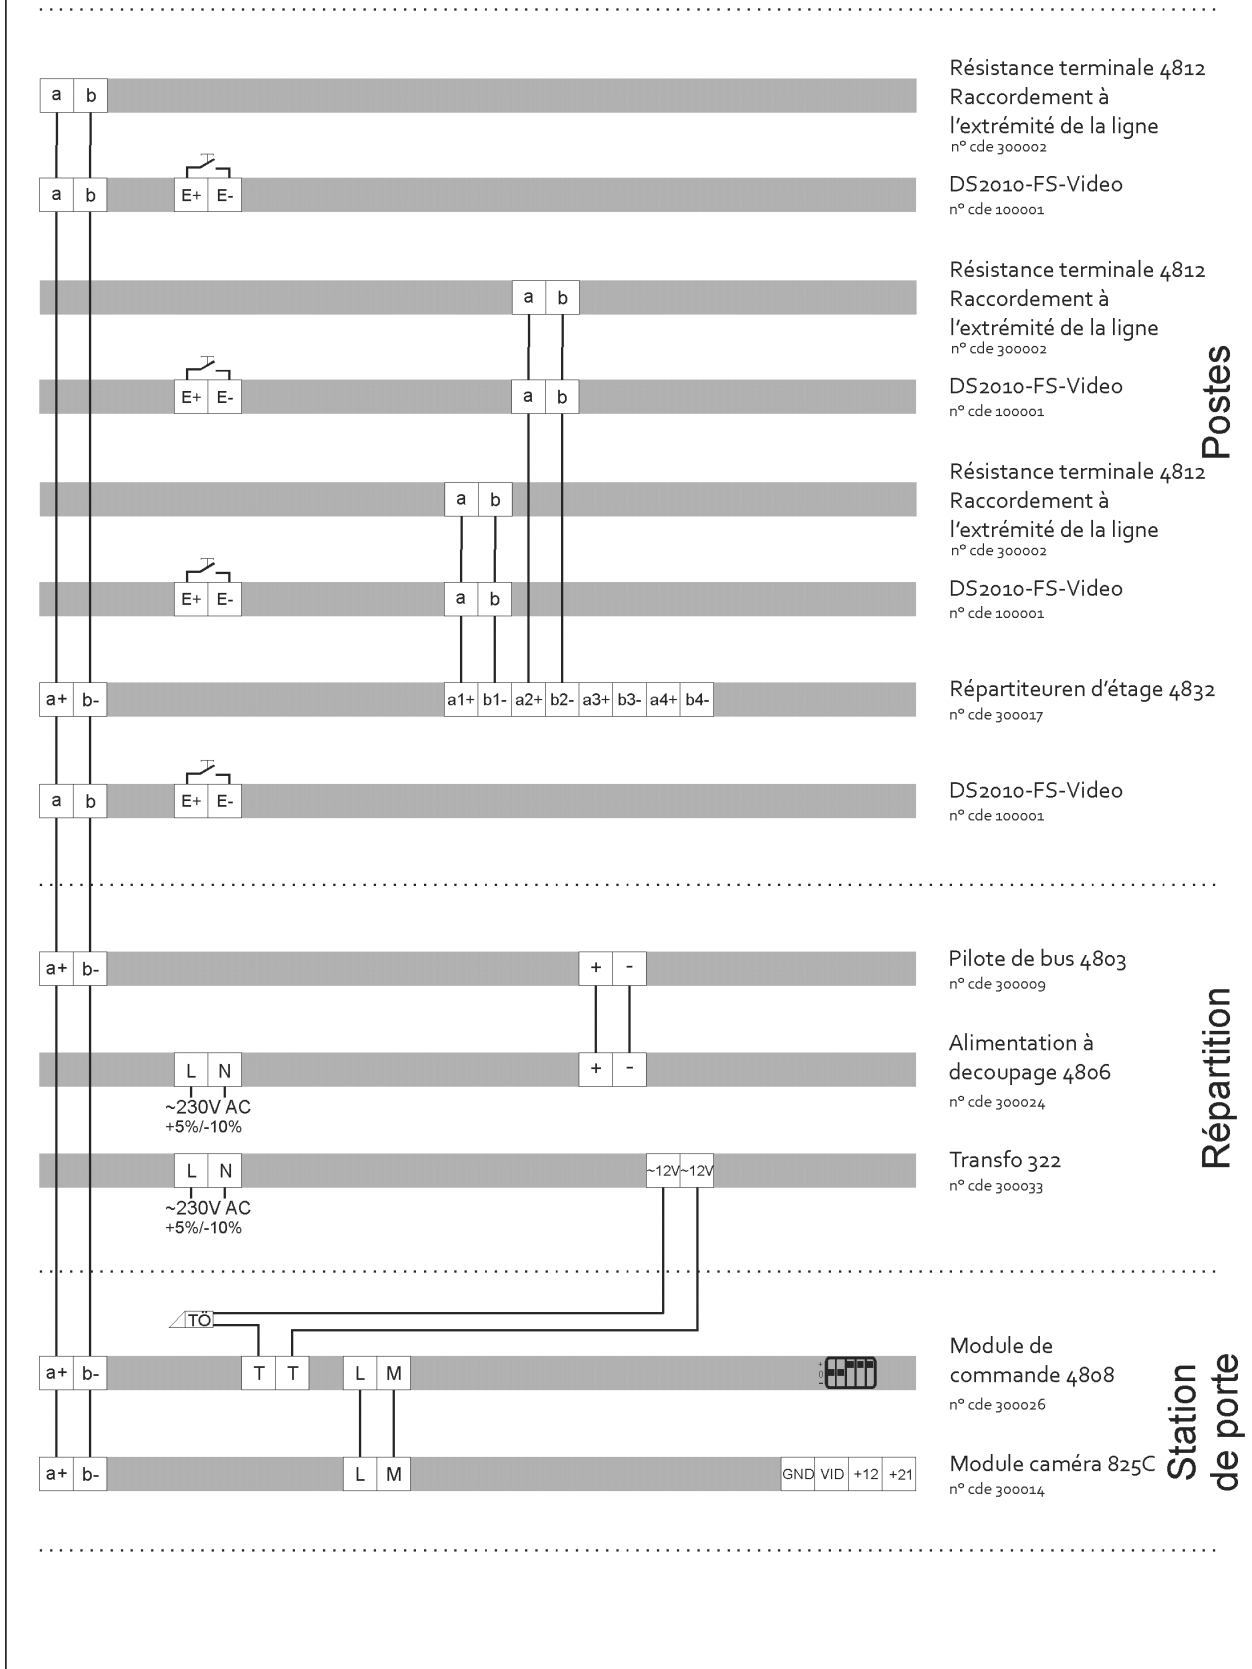 a b
Résistance terminale 4812
Raccordement à
l'extrémité de la ligne
n° cde 300002
a b E+ E-
DS2010-FS-Video
n° cde 100001
a b
Résistance terminale 4812
Raccordement à
l'extrémité de la ligne
n° cde 300002
E+ E- a b
DS2010-FS-Video
n° cde 100001
Postes
a b
Résistance terminale 4812
Raccordement à
l'extrémité de la ligne
n° cde 300002
E+ E- a b
DS2010-FS-Video
n° cde 100001
a+ b- a1+ b1- a2+ b2- a3+ b3- a4+ b4-
Répartiteuren d'étage 4832
n° cde 300017
a b E+ E-
DS2010-FS-Video
n° cde 100001
a+ b- + -
Pilote de bus 4803
n° cde 300009
L N + -
~230V AC
+5%/-10%
Alimentation à
decoupage 4806
n° cde 300024
Répartition
L N ~12V ~12V
~230V AC
+5%/-10%
Transfo 322
n° cde 300033
TÖ
a+ b- T T L M + 0 -
Module de
commande 4808
n° cde 300026
Station
de porte
a+ b- L M GND VID +12 +21
Module caméra 825C
n° cde 300014